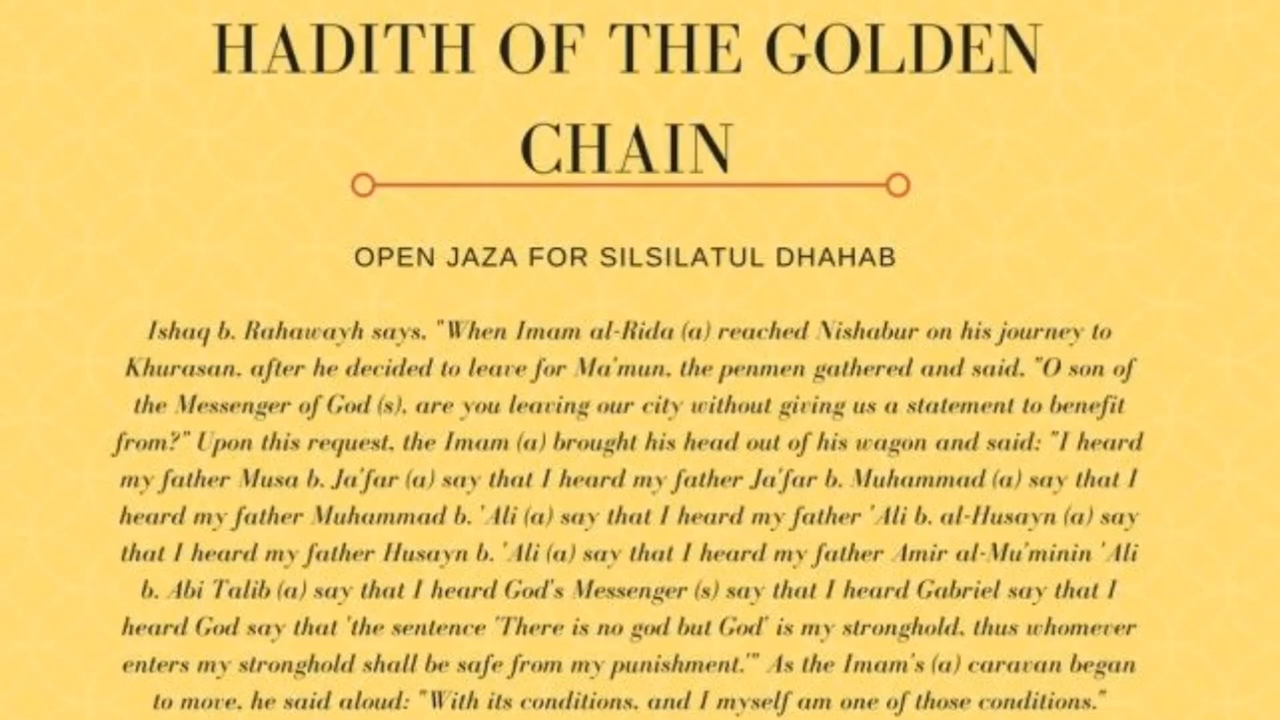 HADITH OF THE GOLDEN
CHAIN
OPEN JAZA FOR SILSILATUL DHAHAB
Ishaq b. Rahawayh says, "When Imam al-Rida (a) reached Nishabur on his journey to
Khurasan, after he decided to leave for Ma'mun, the penmen gathered and said, "O son of
the Messenger of God (s), are you leaving our city without giving us a statement to benefit
from?" Upon this request, the Imam (a) brought his head out of his wagon and said: "I heard
my father Musa b. Ja'far (a) say that I heard my father Ja'far b. Muhammad (a) say that I
heard my father Muhammad b. 'Ali (a) say that I heard my father 'Ali b. al-Husayn (a) say
that I heard my father Husayn b. 'Ali (a) say that I heard my father Amir al-Mu'minin 'Ali
b. Abi Talib (a) say that I heard God's Messenger (s) say that I heard Gabriel say that I
heard God say that 'the sentence 'There is no god but God' is my stronghold, thus whomever
enters my stronghold shall be safe from my punishment.'" As the Imam's (a) caravan began
to move, he said aloud: "With its conditions, and I myself am one of those conditions."